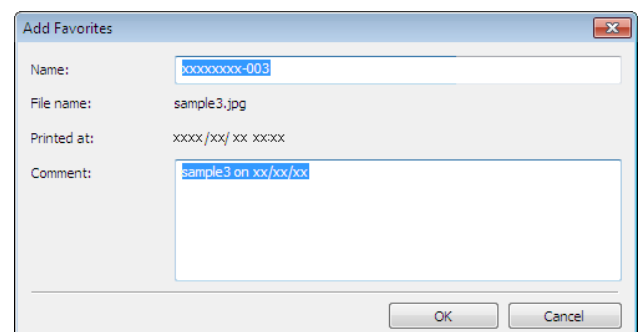 Add Favorites
Name: xxxxxxxx-003
File name: sample3.jpg
Printed at: xxxx/xx/ xx xx:xx
Comment: sample3 on xx/xx/xx
OK Cancel